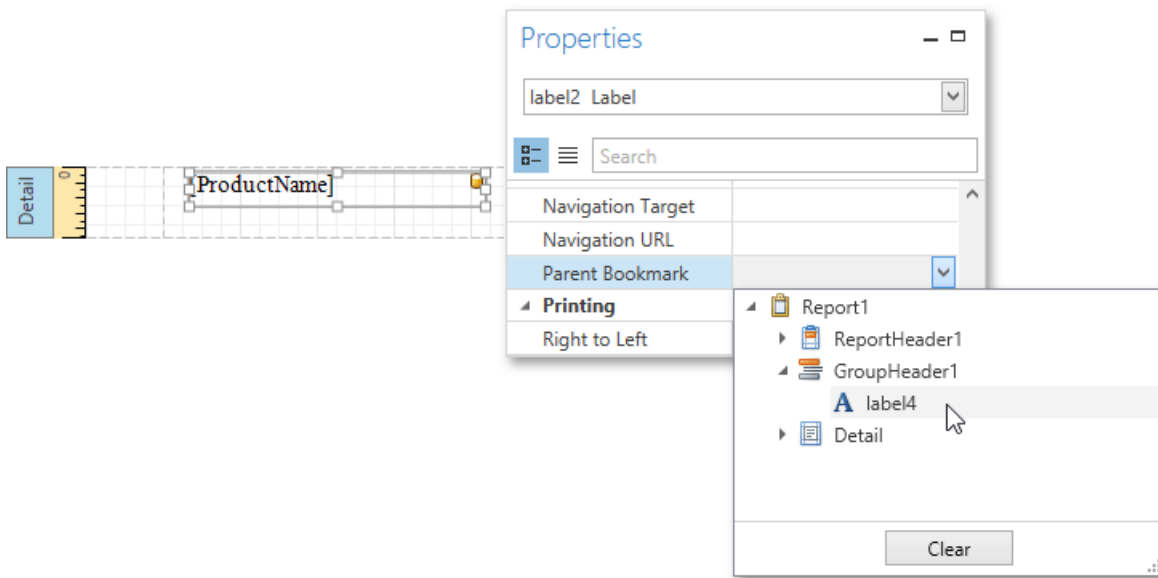 Properties
label2 Label
Search
Detail
0
[ProductName]
Navigation Target
Navigation URL
Parent Bookmark
Printing
Right to Left
Report1
ReportHeader1
GroupHeader1
A label4
Detail
Clear